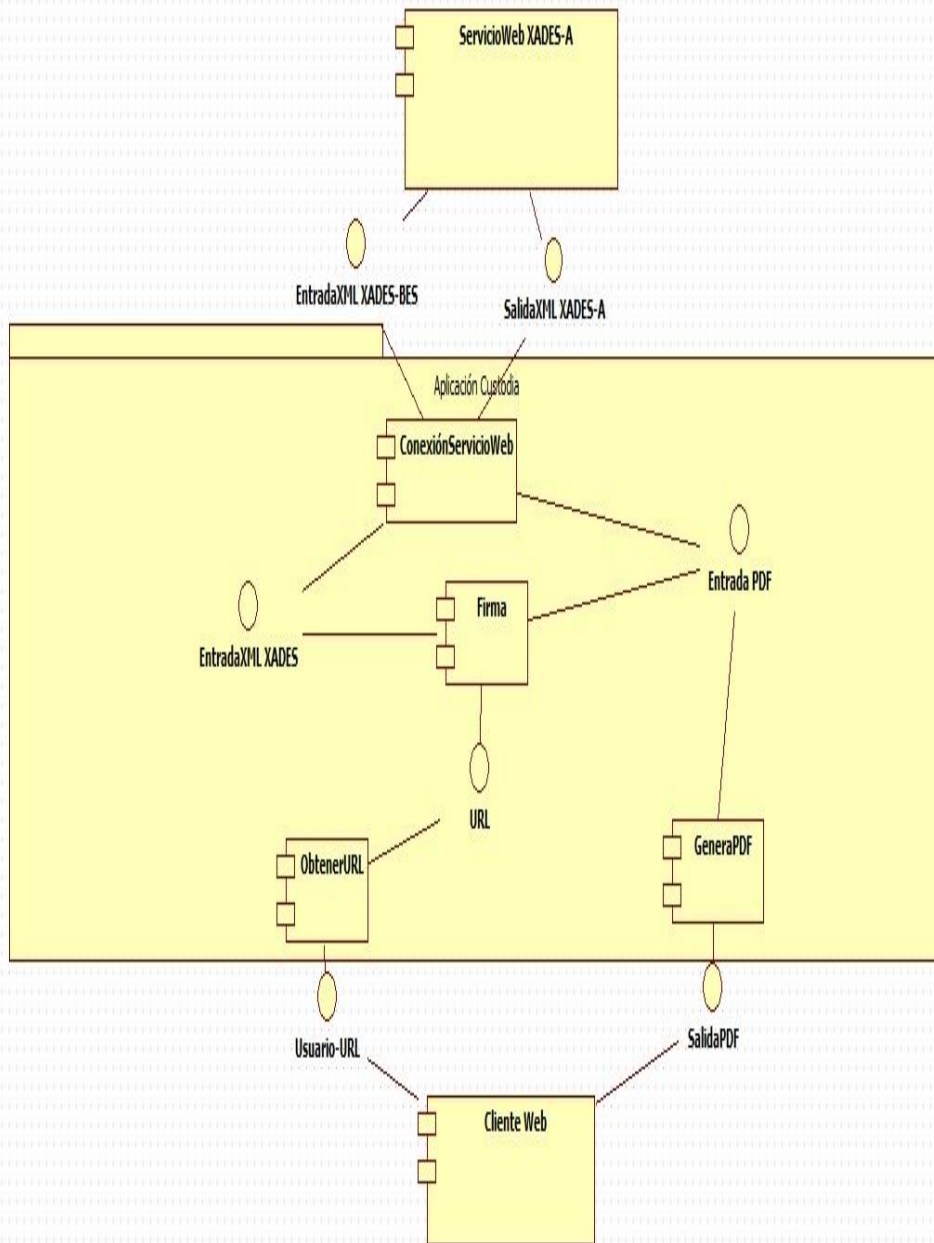 ServicioWeb XADES-A
EntradaXML XADES-BES
SalidaXML XADES-A
Aplicación Custodia
ConexiónServicioWeb
Entrada PDF
Firma
EntradaXML XADES
URL
ObtenerURL
GeneraPDF
Usuario-URL
SalidaPDF
Cliente Web